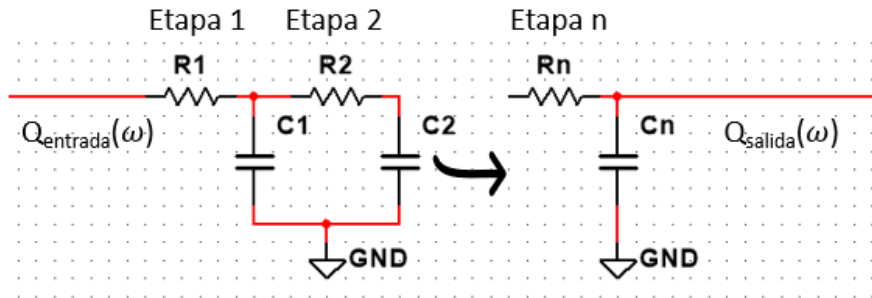 Etapa 1 Etapa 2 Etapa n
R1 R2 Rn
C1 C2 Cn
Qentrada(ω) Qsalida(ω)
GND GND